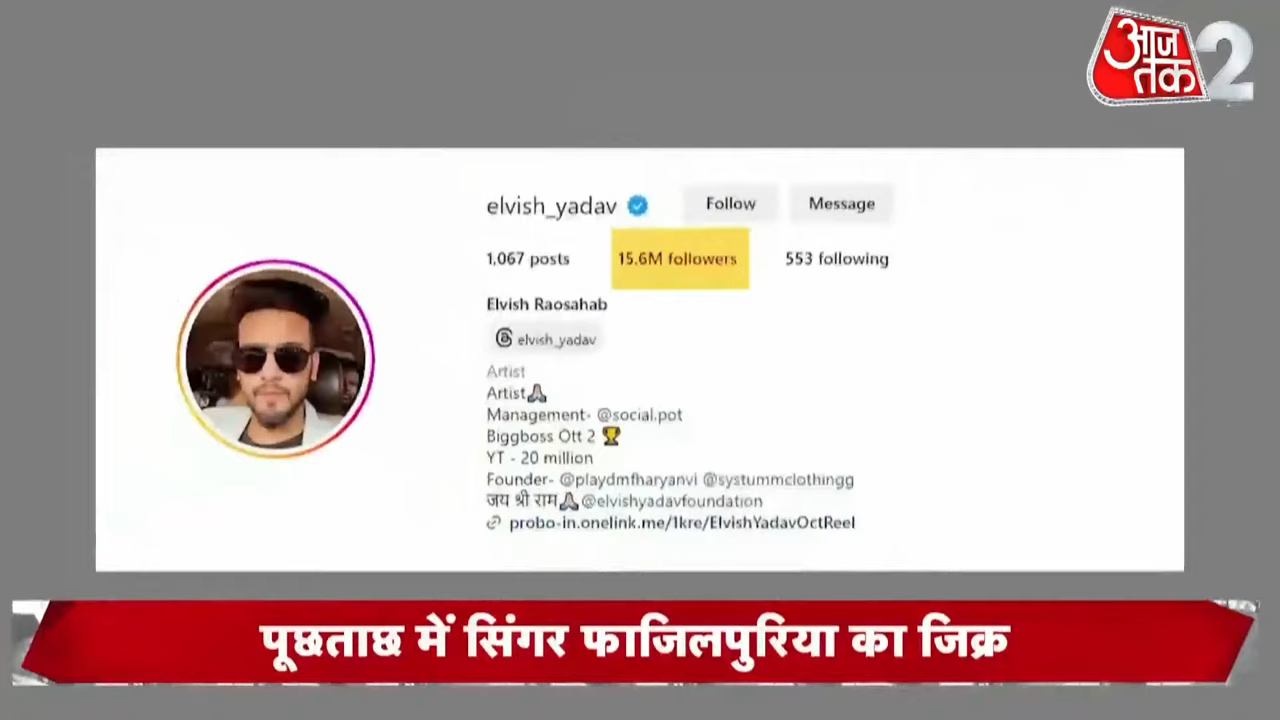 आज
तक 2
elvish_yadav Follow Message
1,067 posts 15.6M followers 553 following
Elvish Raosahab
elvish_yadav
Artist
Artist🙏
Management- @social.pot
Biggboss Ott 2 🏆
YT - 20 million
Founder- @playdmfharyanvi @systummclothingg
जय श्री राम🙏@elvishyadavfoundation
probo-in.onelink.me/1kre/ElvishYadavOctReel
पूछताछ में सिंगर फाजिलपुरिया का जिक्र